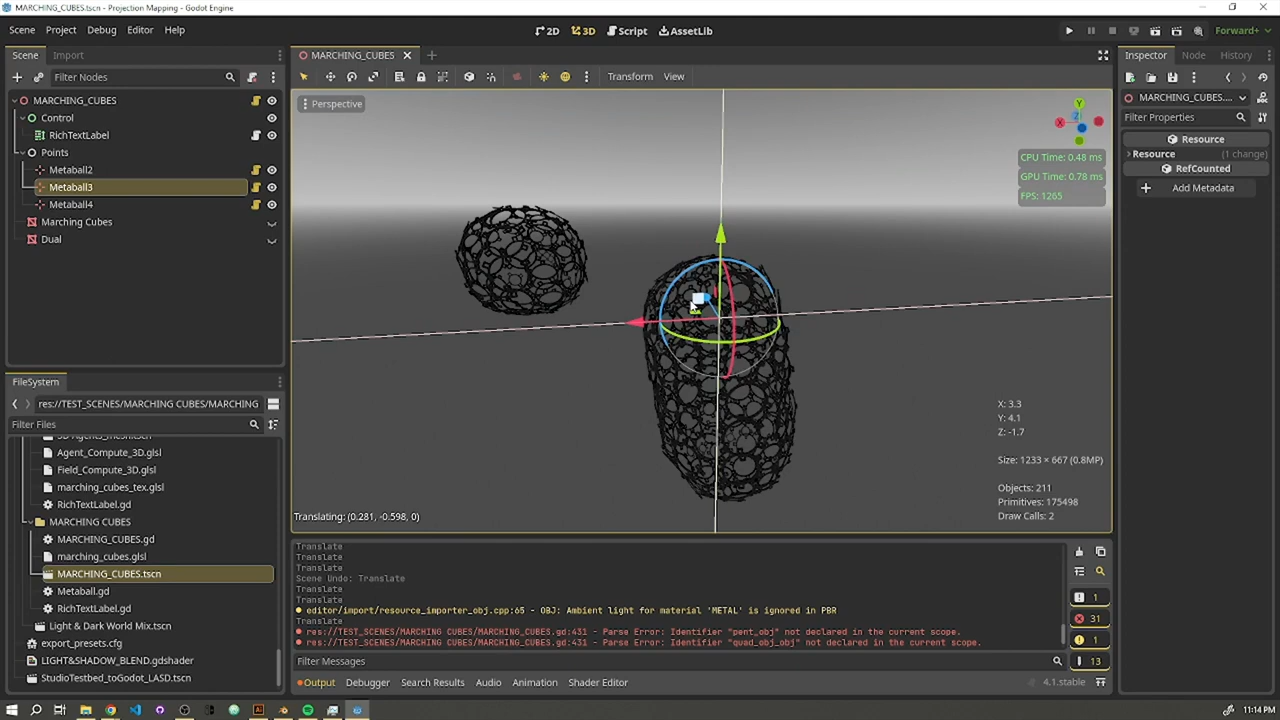 MARCHING_CUBES.tscn - Projection Mapping - Godot Engine
Scene Project Debug Editor Help
2D 3D Script AssetLib
Forward+
Scene Import
MARCHING_CUBES
Inspector Node History
Filter Nodes
Transform View
MARCHING_CUBES
Control
RichTextLabel
Points
Metaball2
Metaball3
Metaball4
Marching Cubes
Dual
Perspective
Y
X
Z
CPU Time: 0.48 ms
GPU Time: 0.78 ms
FPS: 1265
X: 3.3
Y: 4.1
Z: -1.7
Size: 1233 × 667 (0.8MP)
Objects: 211
Primitives: 175498
Draw Calls: 2
Translating: (0.281, -0.598, 0)
MARCHING_CUBES....
Filter Properties
Resource
Resource (1 change)
RefCounted
Add Metadata
FileSystem
res://TEST_SCENES/MARCHING CUBES/MARCHING
Filter Files
3D Agents_mesh.tscn
Agent_Compute_3D.glsl
Field_Compute_3D.glsl
marching_cubes_tex.glsl
RichTextLabel.gd
MARCHING CUBES
MARCHING_CUBES.gd
marching_cubes.glsl
MARCHING_CUBES.tscn
Metaball.gd
RichTextLabel.gd
Light & Dark World Mix.tscn
export_presets.cfg
LIGHT&SHADOW_BLEND.gdshader
StudioTestbed_toGodot_LASD.tscn
Translate
Translate
Translate
Scene Undo: Translate
Translate
Translate
editor/import/resource_importer_obj.cpp:65 - OBJ: Ambient light for material 'METAL' is ignored in PBR
Translate
res://TEST_SCENES/MARCHING CUBES/MARCHING_CUBES.gd:431 - Parse Error: Identifier "pent_obj" not declared in the current scope.
res://TEST_SCENES/MARCHING CUBES/MARCHING_CUBES.gd:431 - Parse Error: Identifier "quad_obj_obj" not declared in the current scope.
1
31
1
13
Filter Messages
Output Debugger Search Results Audio Animation Shader Editor
4.1.stable
11:14 PM